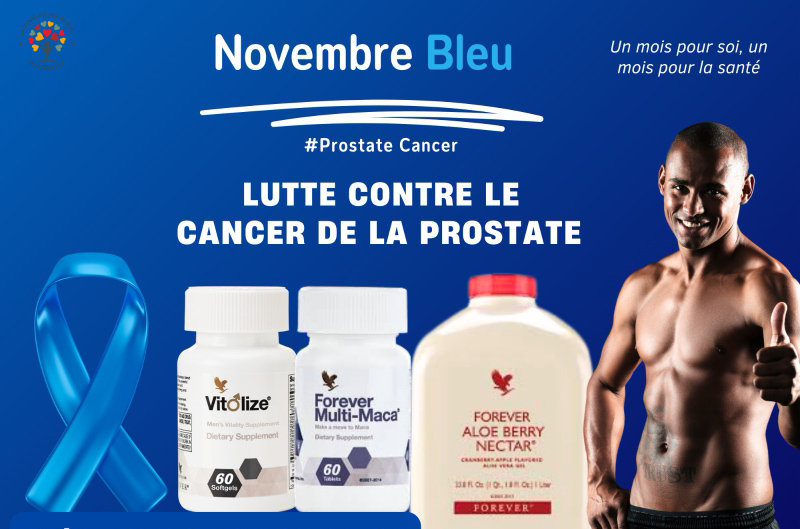 Novembre Bleu
Un mois pour soi, un
mois pour la santé
#Prostate Cancer
LUTTE CONTRE LE
CANCER DE LA PROSTATE
Vitolize®
Men's Vitality Supplement
Dietary Supplement
60
Softgels
Forever
Multi-Maca®
Make a move to Maca
Dietary Supplement
60
Tablets
FOREVER
ALOE BERRY
NECTAR®
CRANBERRY-APPLE FLAVORED
ALOE VERA GEL
33.8 FL. Oz. (1 Qt., 1.8 Fl. Oz.) 1 Liter
FOREVER®